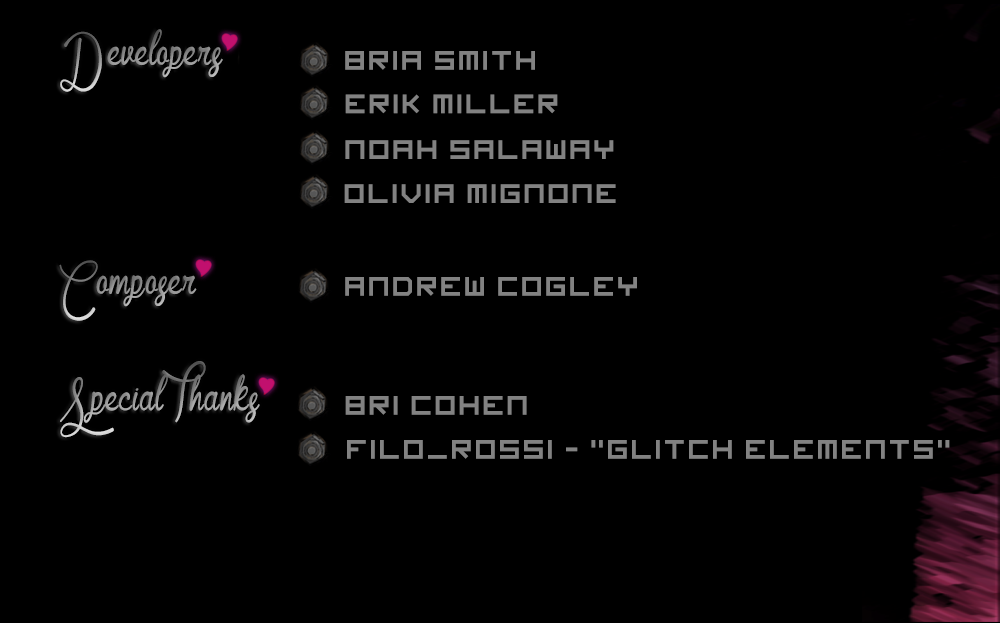 Developers
BRIA SMITH
ERIK MILLER
NOAH SALAWAY
OLIVIA MIGNONE
Composer
ANDREW COGLEY
Special Thanks
BRI COHEN
FILO_ROSSI - "GLITCH ELEMENTS"